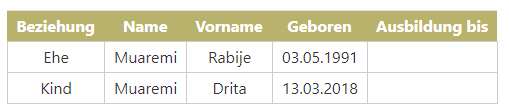 Beziehung Name Vorname Geboren Ausbildung bis
Ehe Muaremi Rabije 03.05.1991
Kind Muaremi Drita 13.03.2018